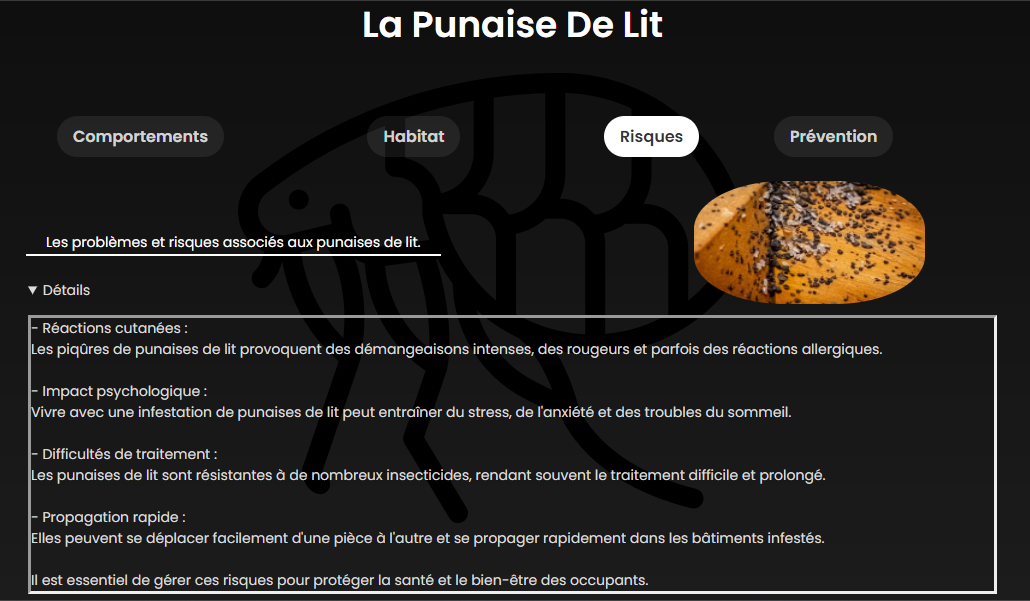 La Punaise De Lit
Comportements
Habitat
Risques
Prévention
Les problèmes et risques associés aux punaises de lit.
▼ Détails
- Réactions cutanées :
Les piqûres de punaises de lit provoquent des démangeaisons intenses, des rougeurs et parfois des réactions allergiques.
- Impact psychologique :
Vivre avec une infestation de punaises de lit peut entraîner du stress, de l'anxiété et des troubles du sommeil.
- Difficultés de traitement :
Les punaises de lit sont résistantes à de nombreux insecticides, rendant souvent le traitement difficile et prolongé.
- Propagation rapide :
Elles peuvent se déplacer facilement d'une pièce à l'autre et se propager rapidement dans les bâtiments infestés.
Il est essentiel de gérer ces risques pour protéger la santé et le bien-être des occupants.